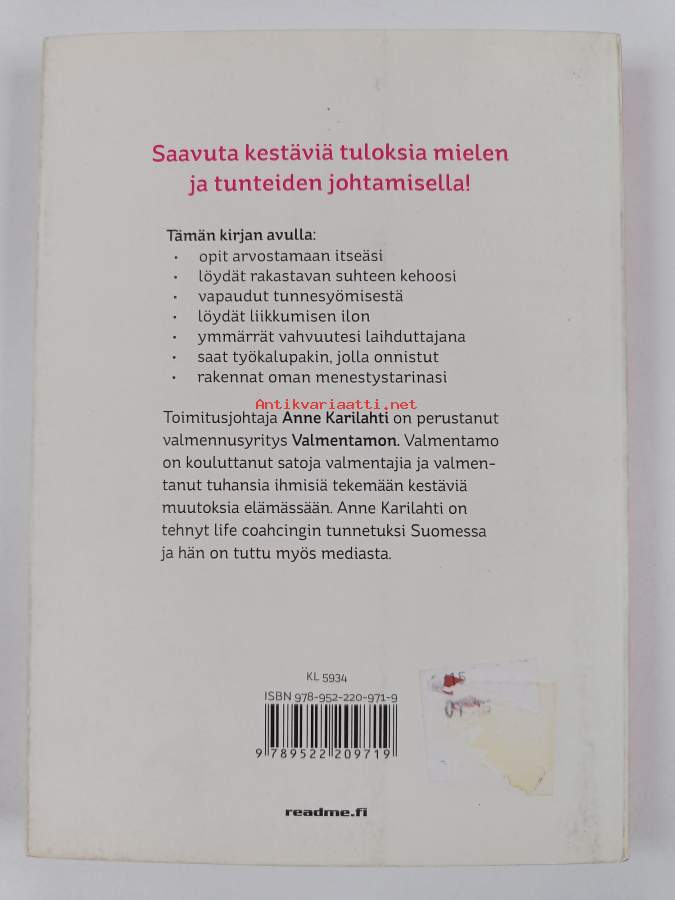 Saavuta kestäviä tuloksia mielen
ja tunteiden johtamisella!
Tämän kirjan avulla:
• opit arvostamaan itseäsi
• löydät rakastavan suhteen kehoosi
• vapaudut tunnesyömisestä
• löydät liikkumisen ilon
• ymmärrät vahvuutesi laihduttajana
• saat työkalupakin, jolla onnistut
• rakennat oman menestystarinasi
Antikvariaatti.net
Toimitusjohtaja Anne Karilahti on perustanut
valmennusyritys Valmentamon. Valmentamo
on kouluttanut satoja valmentajia ja valmen-
tanut tuhansia ihmisiä tekemään kestäviä
muutoksia elämässään. Anne Karilahti on
tehnyt life coahcingin tunnetuksi Suomessa
ja hän on tuttu myös mediasta.
KL 5934
ISBN 978-952-220-971-9
9 789522 209719
readme.fi